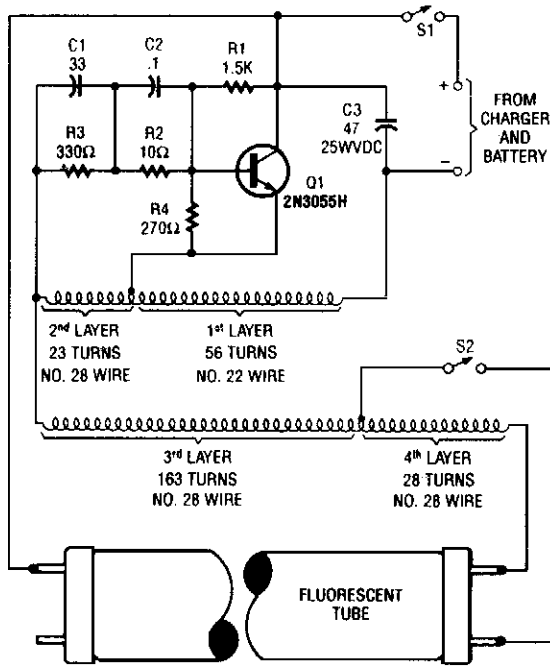 S1
C1
.33
C2
.1
R1
1.5K
+
FROM
CHARGER
AND
BATTERY
−
C3
47
25WVDC
R3
330Ω
R2
10Ω
Q1
2N3055H
R4
270Ω
2nd LAYER
23 TURNS
NO. 28 WIRE
1st LAYER
56 TURNS
NO. 22 WIRE
S2
3rd LAYER
163 TURNS
NO. 28 WIRE
4th LAYER
28 TURNS
NO. 28 WIRE
FLUORESCENT
TUBE